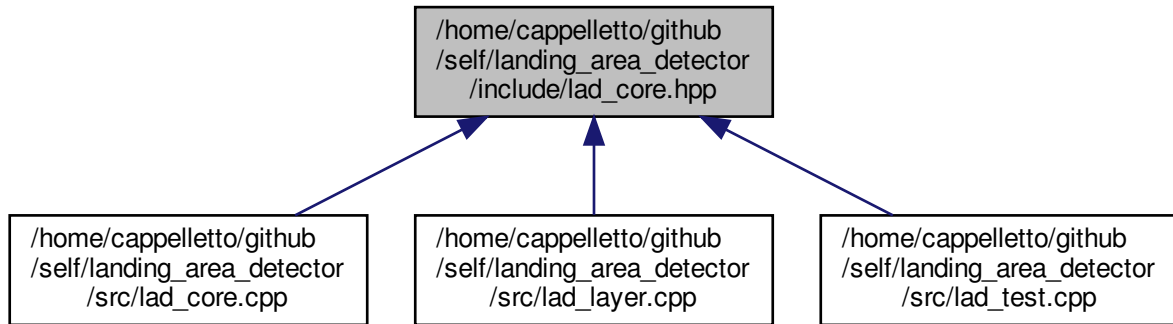 /home/cappelletto/github
/self/landing_area_detector
/include/lad_core.hpp
/home/cappelletto/github
/self/landing_area_detector
/src/lad_core.cpp
/home/cappelletto/github
/self/landing_area_detector
/src/lad_layer.cpp
/home/cappelletto/github
/self/landing_area_detector
/src/lad_test.cpp